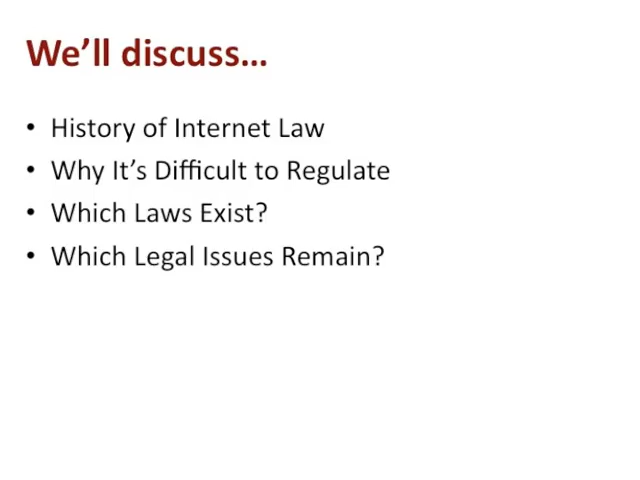 We’ll discuss…
• History of Internet Law
• Why It’s Difficult to Regulate
• Which Laws Exist?
• Which Legal Issues Remain?